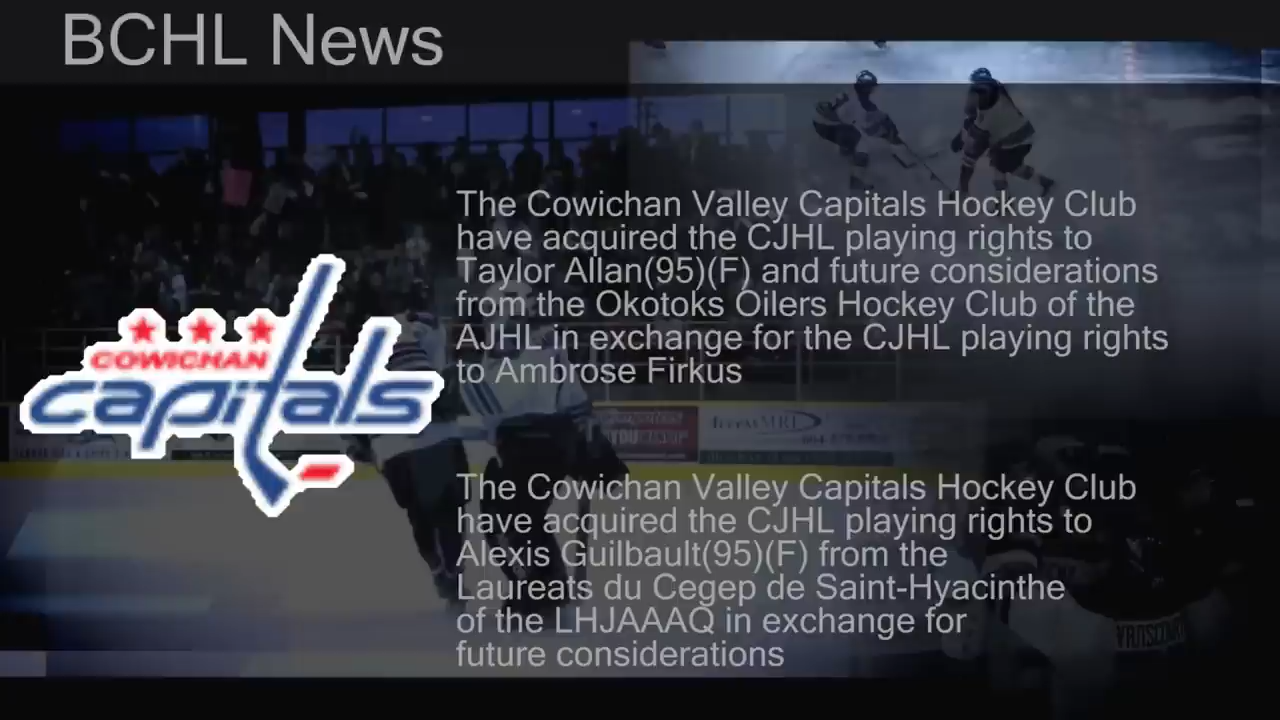 BCHL News
The Cowichan Valley Capitals Hockey Club
have acquired the CJHL playing rights to
Taylor Allan(95)(F) and future considerations
from the Okotoks Oilers Hockey Club of the
AJHL in exchange for the CJHL playing rights
to Ambrose Firkus
COWICHAN
capitals
The Cowichan Valley Capitals Hockey Club
have acquired the CJHL playing rights to
Alexis Guilbault(95)(F) from the
Laureats du Cegep de Saint-Hyacinthe
of the LHJAAAQ in exchange for
future considerations